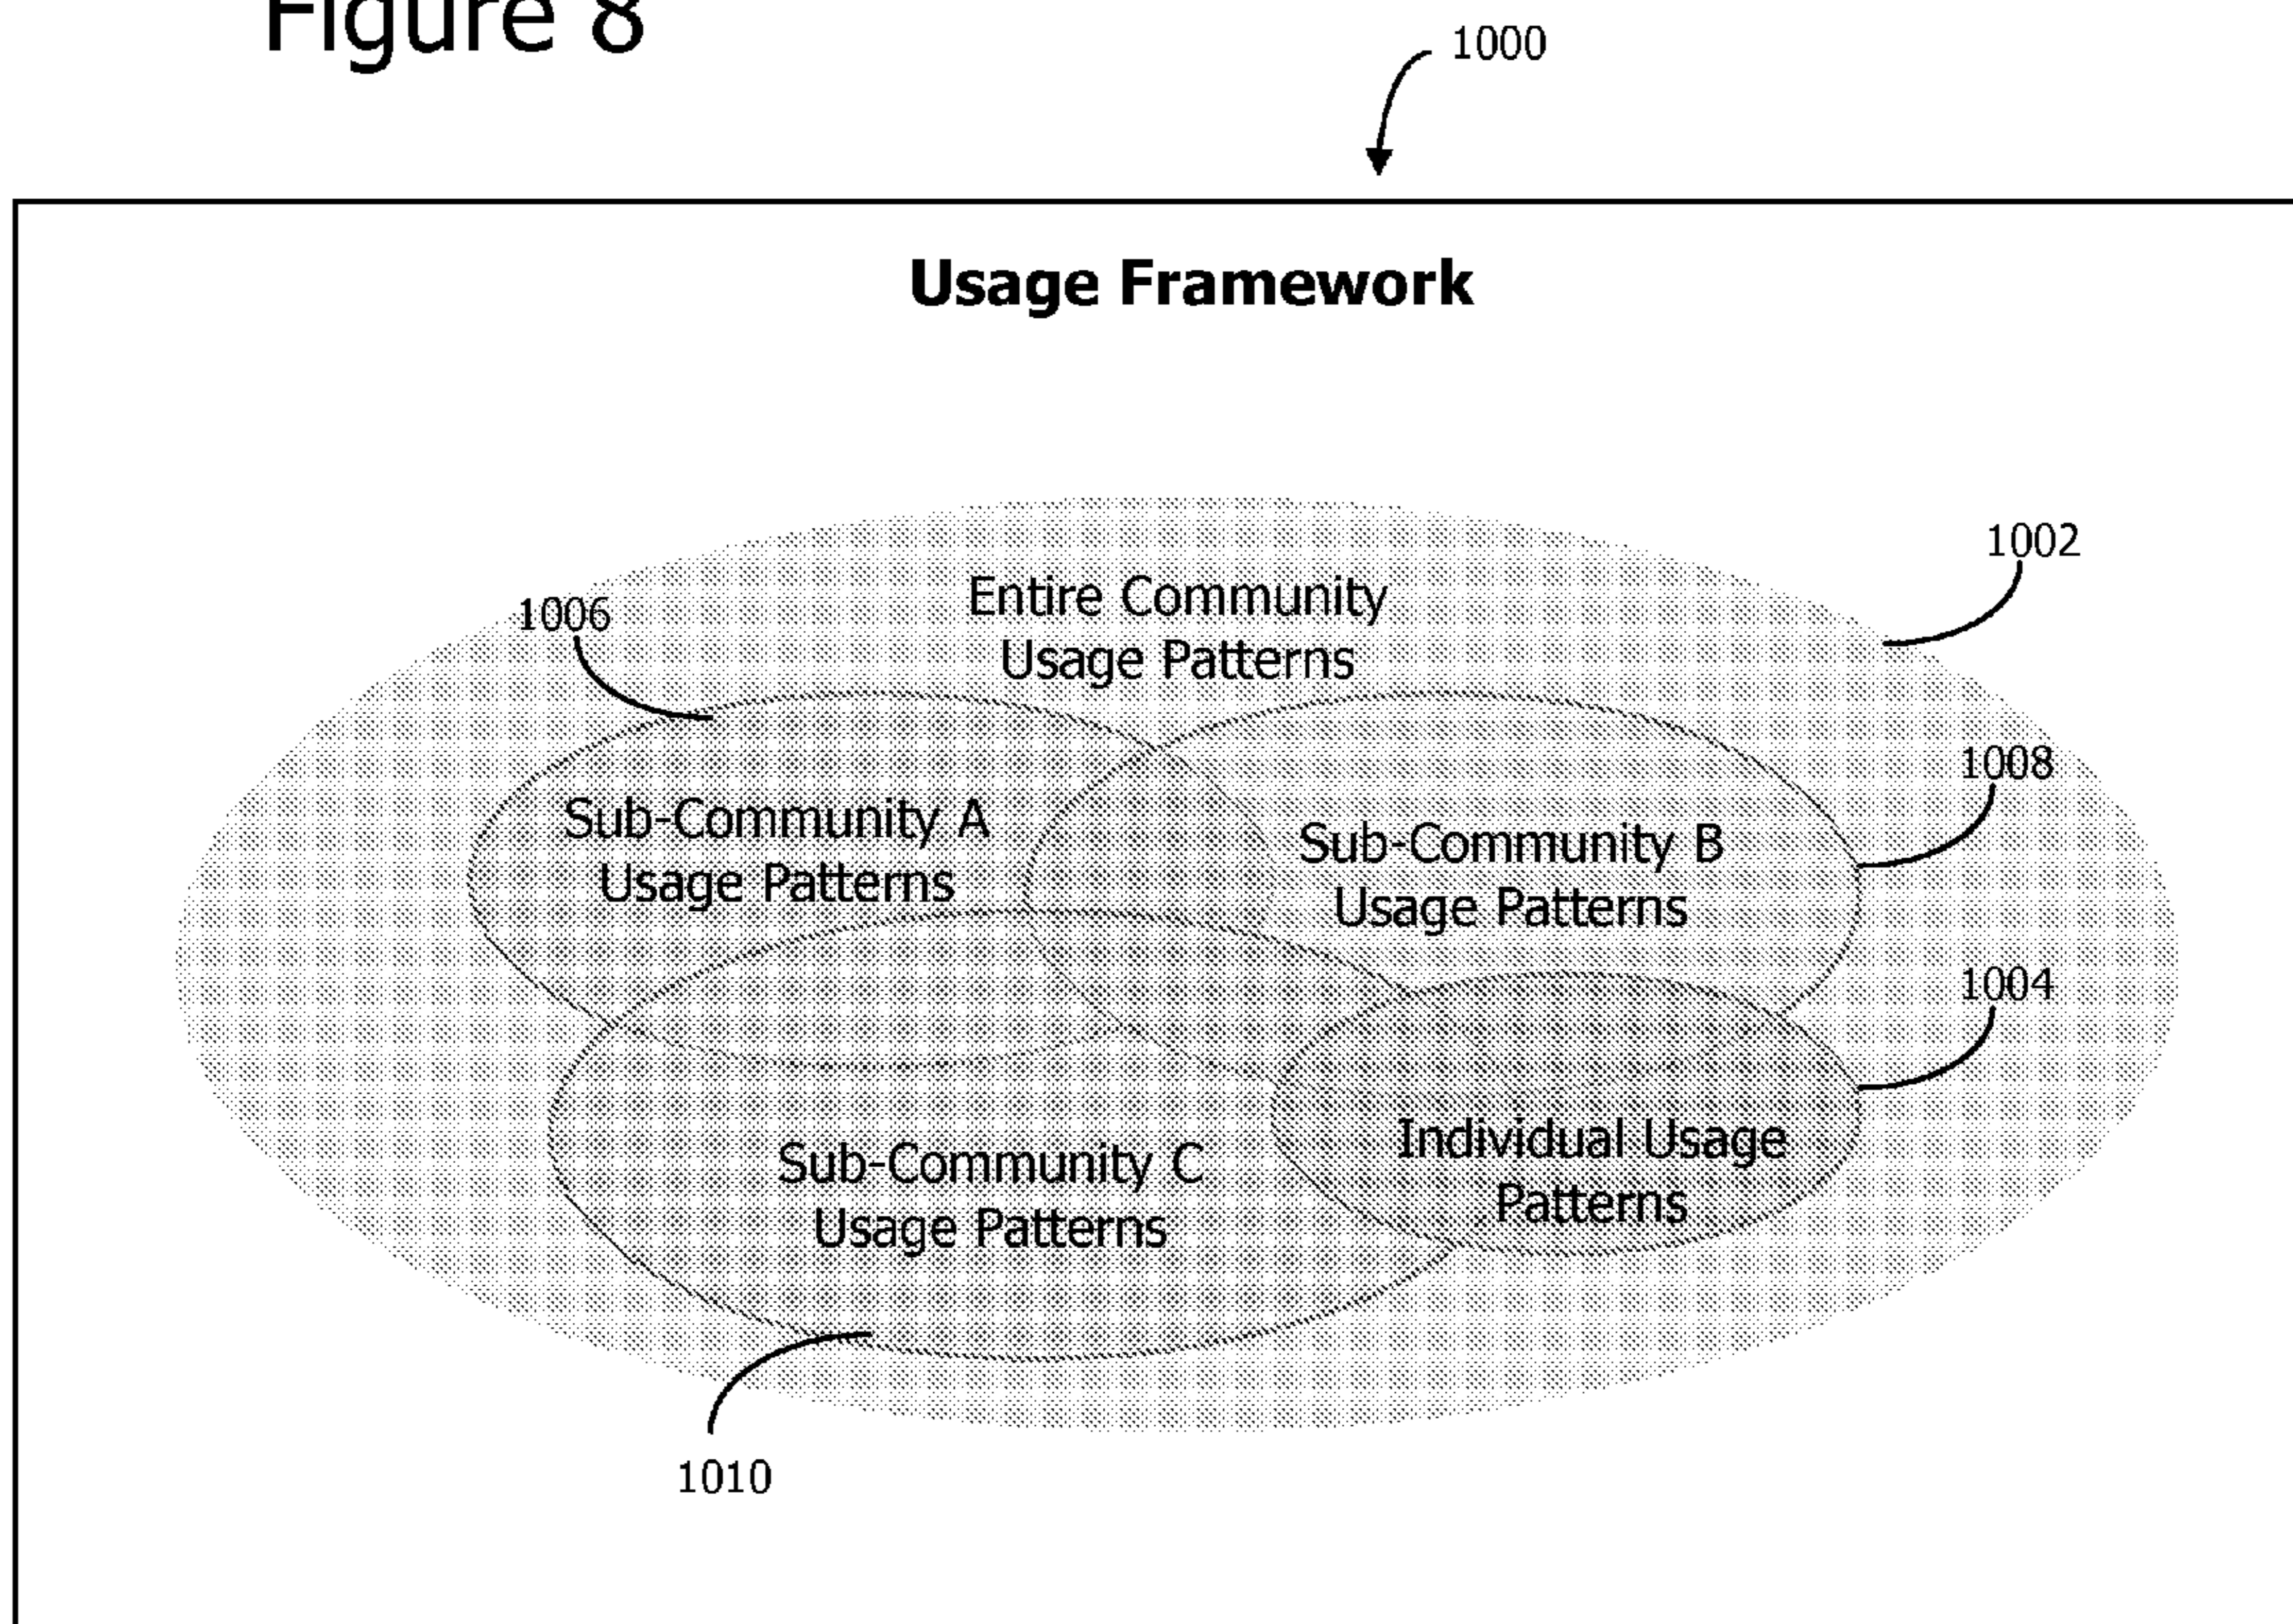 Figure 8
1000
Usage Framework
1002
Entire Community
Usage Patterns
1006
1008
Sub-Community A
Usage Patterns
Sub-Community B
Usage Patterns
1004
Individual Usage
Patterns
Sub-Community C
Usage Patterns
1010